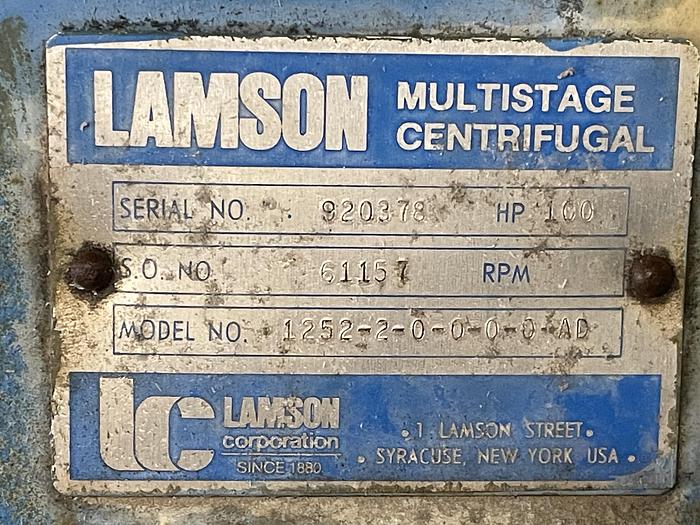 LAMSON MULTISTAGE CENTRIFUGAL
SERIAL NO. 920378 HP 100
S.O. NO 61157 RPM
MODEL NO. 1252-2-0-0-0-0-AD
lc LAMSON corporation SINCE 1880
• 1 LAMSON STREET •
• SYRACUSE, NEW YORK USA •